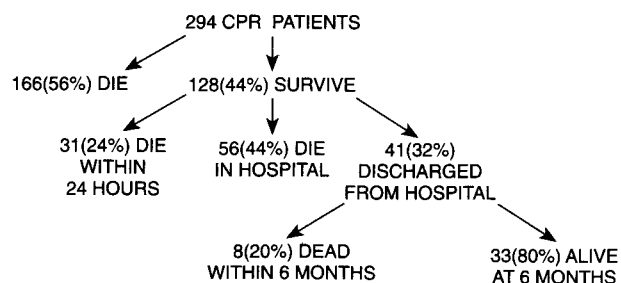 294 CPR PATIENTS
166(56%) DIE
128(44%) SURVIVE
31(24%) DIE
WITHIN
24 HOURS
56(44%) DIE
IN HOSPITAL
41(32%)
DISCHARGED
FROM HOSPITAL
8(20%) DEAD
WITHIN 6 MONTHS
33(80%) ALIVE
AT 6 MONTHS